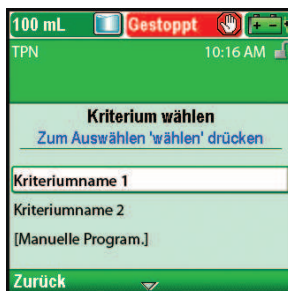 100 mL Gestoppt
TPN 10:16 AM
Kriterium wählen
Zum Auswählen 'wählen' drücken
Kriteriumname 1
Kriteriumname 2
[Manuelle Program.]
Zurück